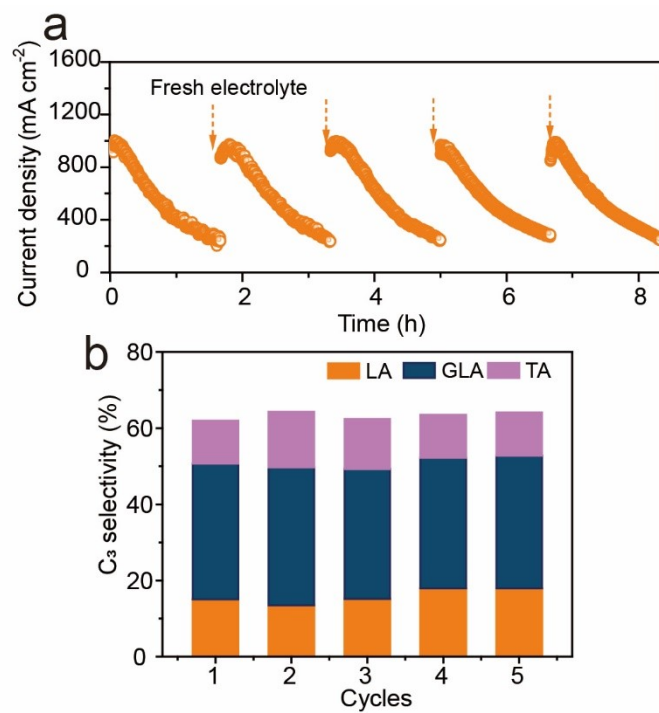 a
Current density (mA cm⁻²)
1600
1200
800
400
0
Fresh electrolyte
0 2 4 6 8
Time (h)
b
C₃ selectivity (%)
80
60
40
20
0
LA GLA TA
1 2 3 4 5
Cycles